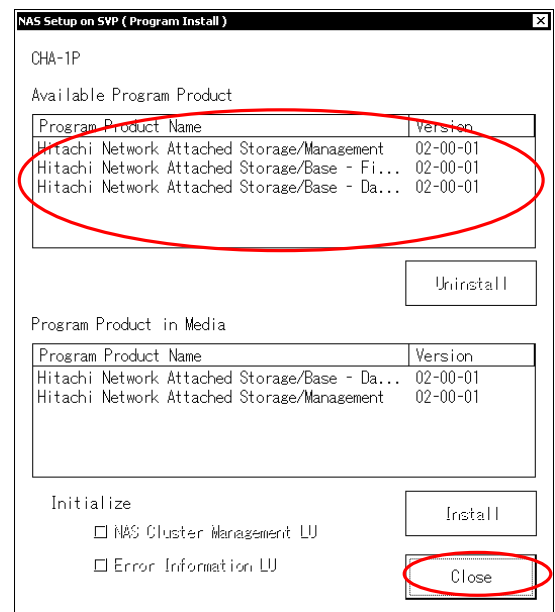 NAS Setup on SVP ( Program Install )
CHA-1P
Available Program Product
Program Product Name Version
Hitachi Network Attached Storage/Management 02-00-01
Hitachi Network Attached Storage/Base - Fi... 02-00-01
Hitachi Network Attached Storage/Base - Da... 02-00-01
Uninstall
Program Product in Media
Program Product Name Version
Hitachi Network Attached Storage/Base - Da... 02-00-01
Hitachi Network Attached Storage/Management 02-00-01
Initialize
Install
NAS Cluster Management LU
Error Information LU
Close